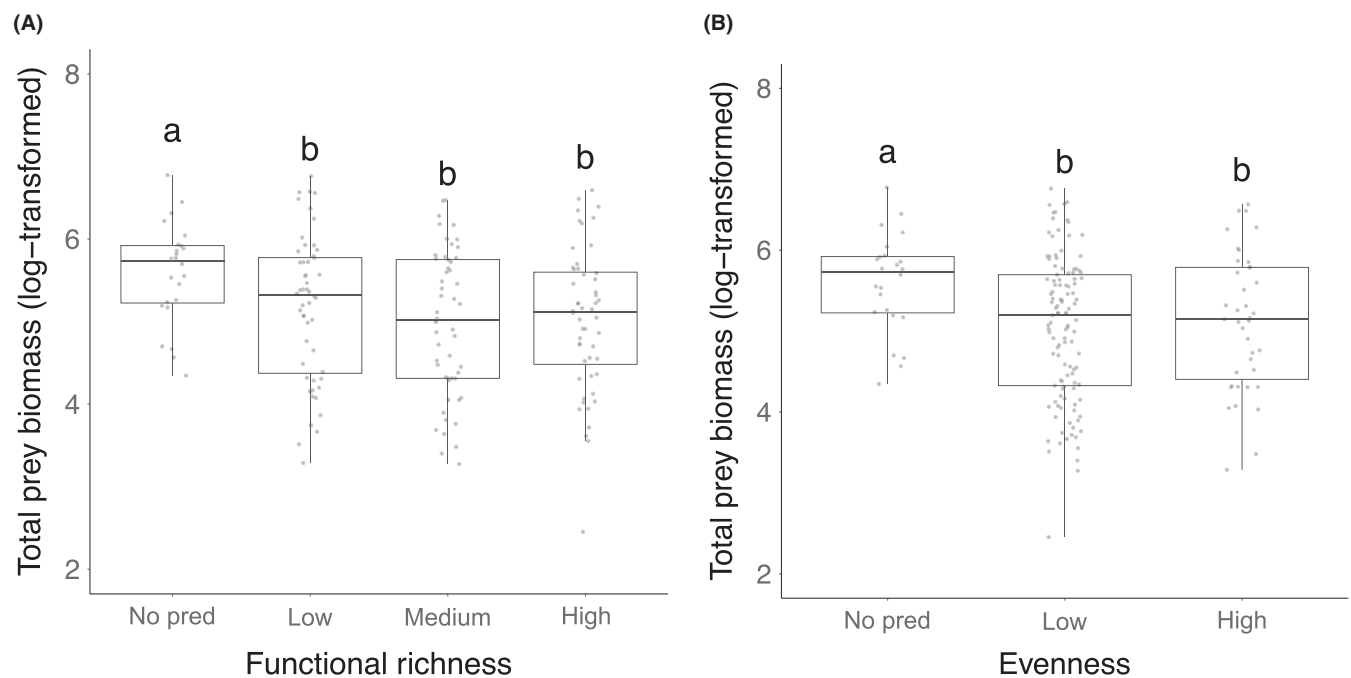 (A)
Total prey biomass (log–transformed)
8
6
4
2
a
b
b
b
No pred
Low
Medium
High
Functional richness
(B)
Total prey biomass (log–transformed)
8
6
4
2
a
b
b
No pred
Low
High
Evenness